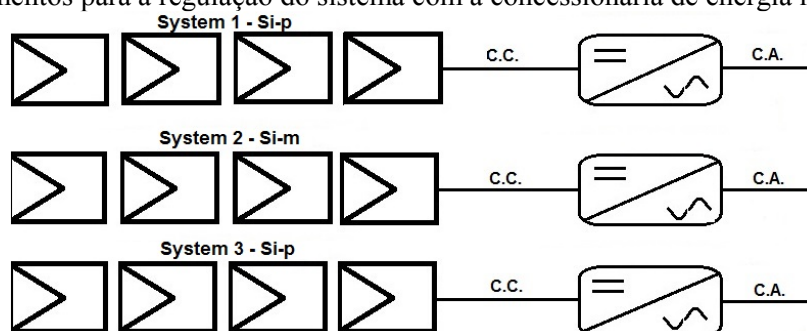 para a regulação do sistema com a concessionária de energia
System 1 - Si-p
C.C. C.A.
System 2 - Si-m
C.C. C.A.
System 3 - Si-p
C.C. C.A.